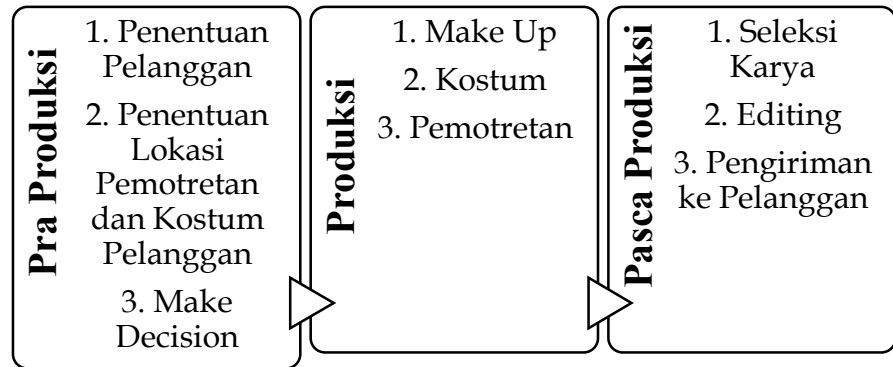 Pra Produksi
1. Penentuan
Pelanggan
2. Penentuan
Lokasi
Pemotretan
dan Kostum
Pelanggan
3. Make
Decision
Produksi
1. Make Up
2. Kostum
3. Pemotretan
Pasca Produksi
1. Seleksi
Karya
2. Editing
3. Pengiriman
ke Pelanggan